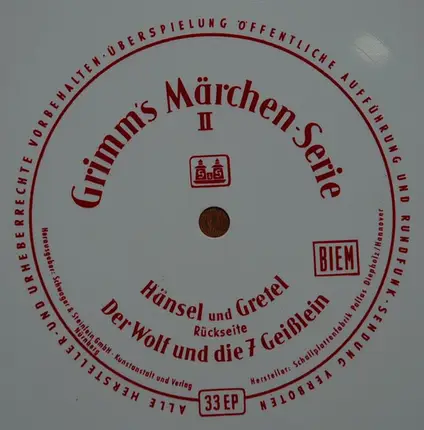 ALLE HERSTELLER- UND URHEBERRECHTE VORBEHALTEN · ÜBERSPIELUNG ÖFFENTLICHE AUFFÜHRUNG UND RUNDFUNK-SENDUNG VERBOTEN
Grimm's Märchen-Serie
II
BIEM
Hänsel und Gretel
Rückseite
Der Wolf und die 7 Geißlein
Herausgeber: Schwager & Steinlein GmbH · Kunstanstalt und Verlag
Nürnberg
Hersteller: Schallplattenfabrik Pallas Diepholz/Hannover
33 EP